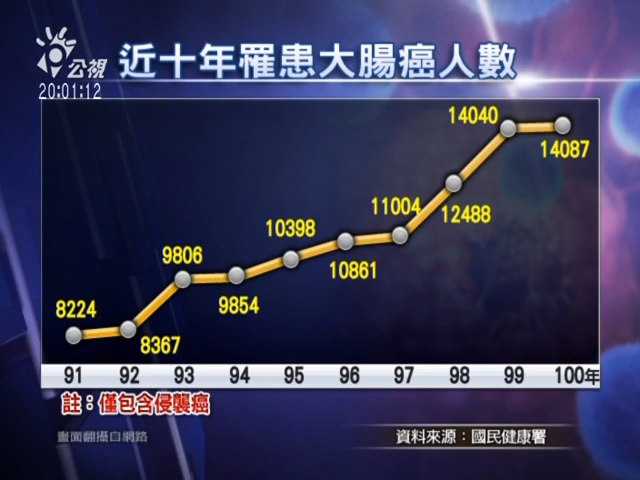 公視
近十年罹患大腸癌人數
20:01:12
14040
14087
11004
12488
10398
10861
9806
9854
8224
8367
91 92 93 94 95 96 97 98 99 100年
註：僅包含侵襲癌
畫面翻攝自網路
資料來源：國民健康署